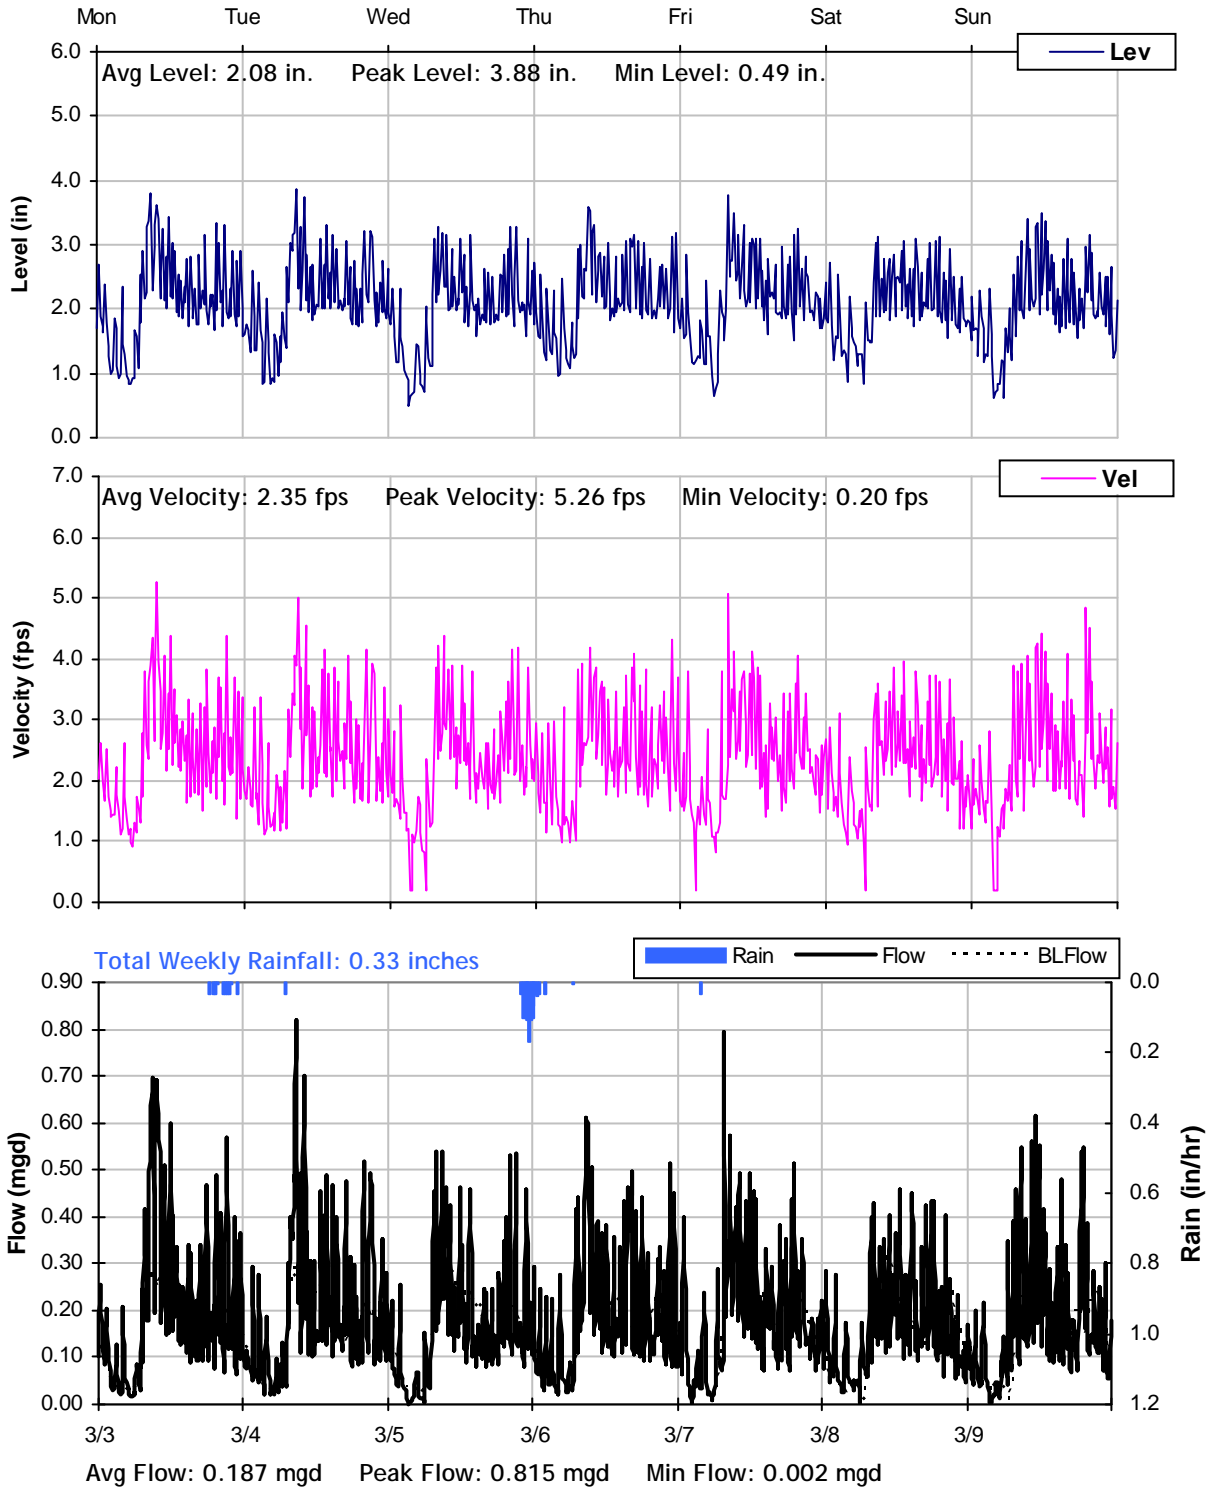 Mon Tue Wed Thu Fri Sat Sun
Lev
Avg Level: 2.08 in. Peak Level: 3.88 in. Min Level: 0.49 in.
6.0
5.0
4.0
3.0
2.0
1.0
0.0
Level (in)
Vel
Avg Velocity: 2.35 fps Peak Velocity: 5.26 fps Min Velocity: 0.20 fps
7.0
6.0
5.0
4.0
3.0
2.0
1.0
0.0
Velocity (fps)
Total Weekly Rainfall: 0.33 inches
Rain Flow BLFlow
0.90
0.80
0.70
0.60
0.50
0.40
0.30
0.20
0.10
0.00
Flow (mgd)
0.0
0.2
0.4
0.6
0.8
1.0
1.2
Rain (in/hr)
3/3 3/4 3/5 3/6 3/7 3/8 3/9
Avg Flow: 0.187 mgd Peak Flow: 0.815 mgd Min Flow: 0.002 mgd